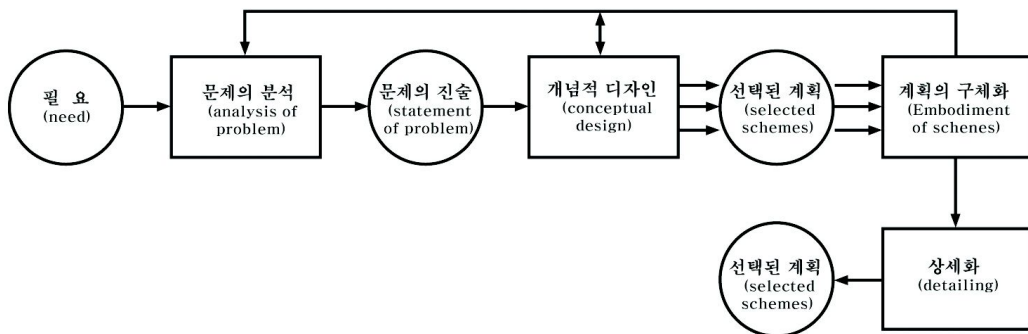 필 요
(need)
문제의 분석
(analysis of
problem)
문제의 진술
(statement
of problem)
개념적 디자인
(conceptual
design)
선택된 계획
(selected
schemes)
계획의 구체화
(Embodiment
of schenes)
선택된 계획
(selected
schemes)
상세화
(detailing)